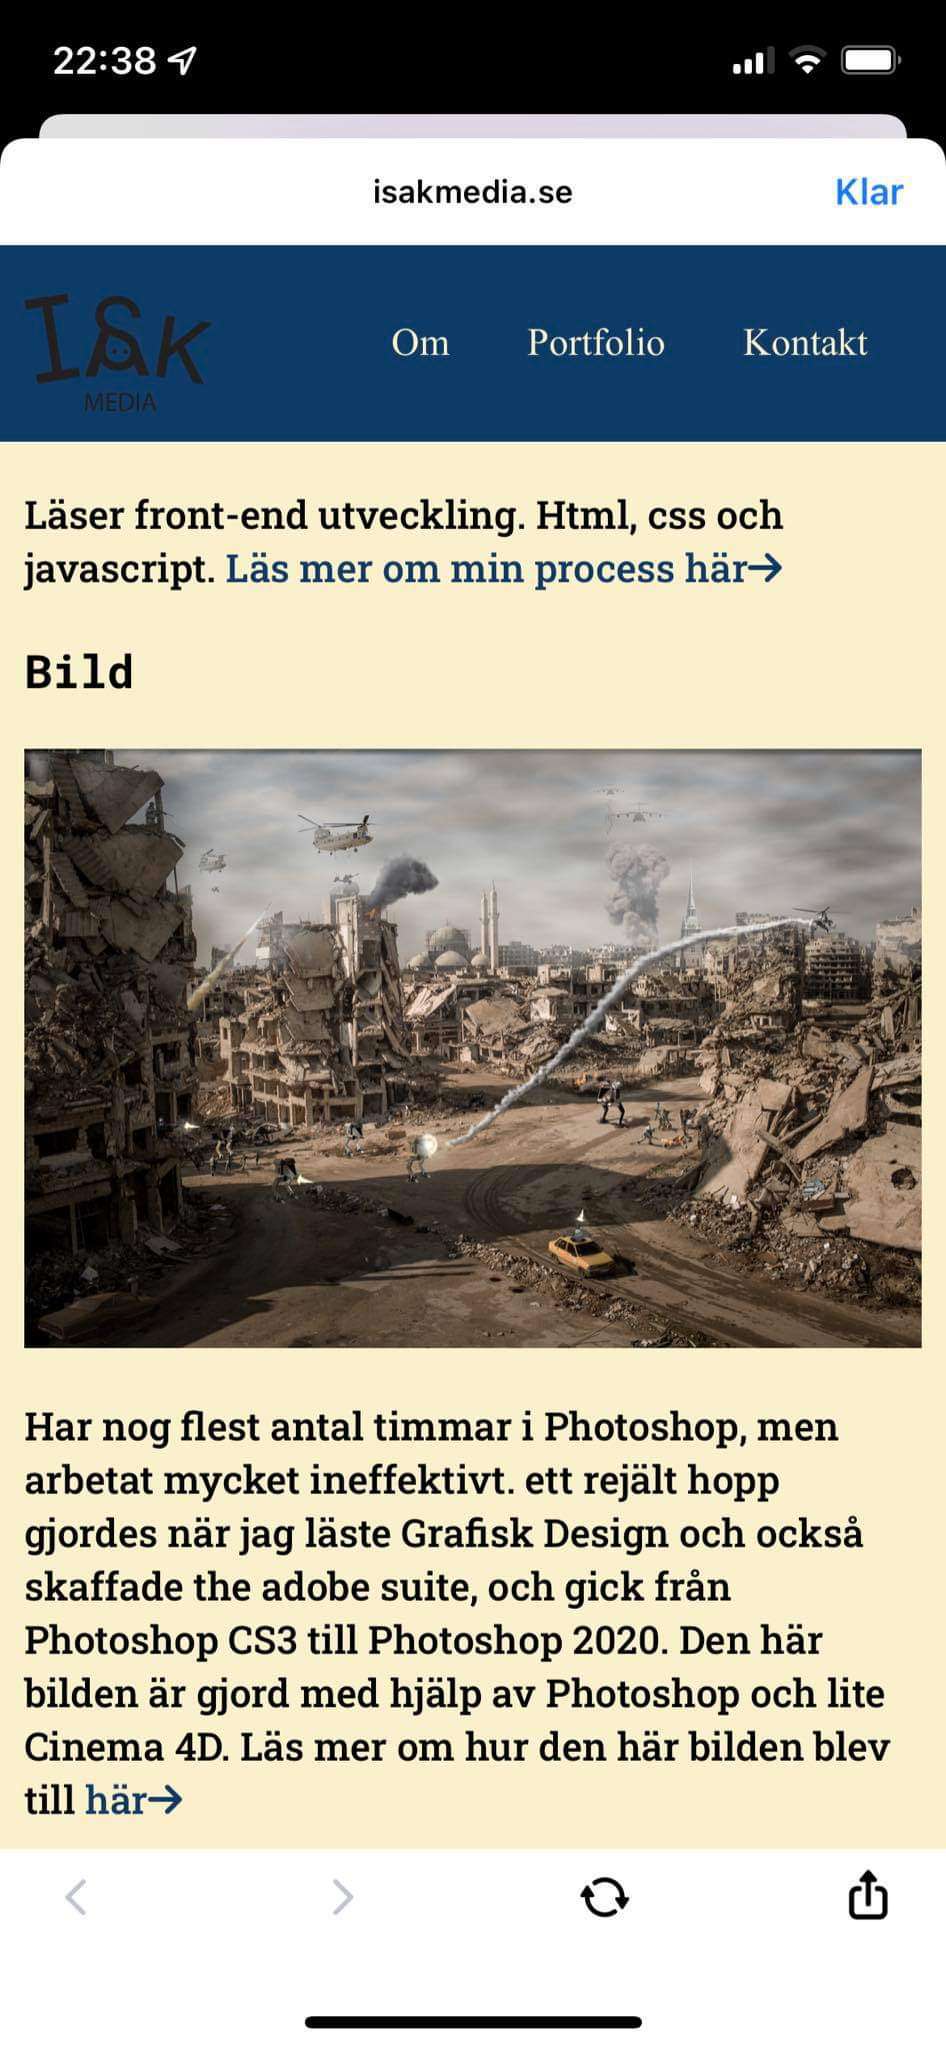 22:38
isakmedia.se
Klar
ISAK
MEDIA
Om
Portfolio
Kontakt
Läser front-end utveckling. Html, css och
javascript. Läs mer om min process här→
Bild
Har nog flest antal timmar i Photoshop, men
arbetat mycket ineffektivt. ett rejält hopp
gjordes när jag läste Grafisk Design och också
skaffade the adobe suite, och gick från
Photoshop CS3 till Photoshop 2020. Den här
bilden är gjord med hjälp av Photoshop och lite
Cinema 4D. Läs mer om hur den här bilden blev
till här→